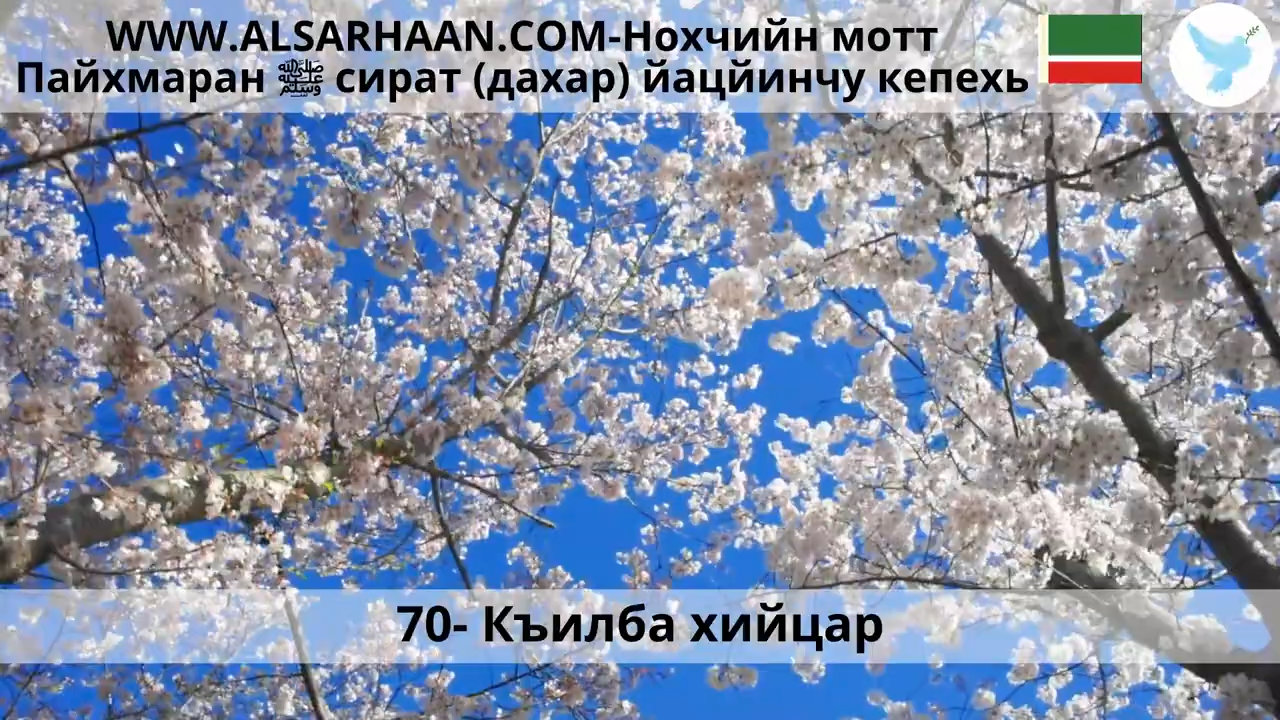 WWW.ALSARHAAN.COM-Нохчийн мотт
Пайхмаран ﷺ сират (дахар) йацйинчу кепехь
70- Къилба хийцар